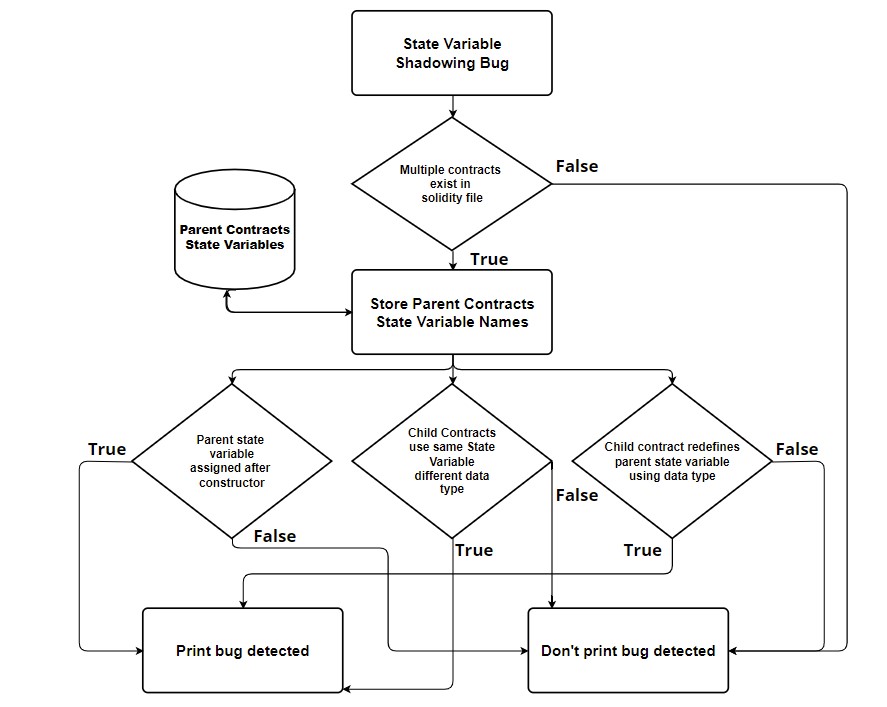 State Variable
Shadowing Bug
Multiple contracts
exist in
solidity file
False
True
Parent Contracts
State Variables
Store Parent Contracts
State Variable Names
True
Parent state
variable
assigned after
constructor
False
Child Contracts
use same State
Variable
different data
type
False
True
Child contract redefines
parent state variable
using data type
False
True
Print bug detected
Don't print bug detected